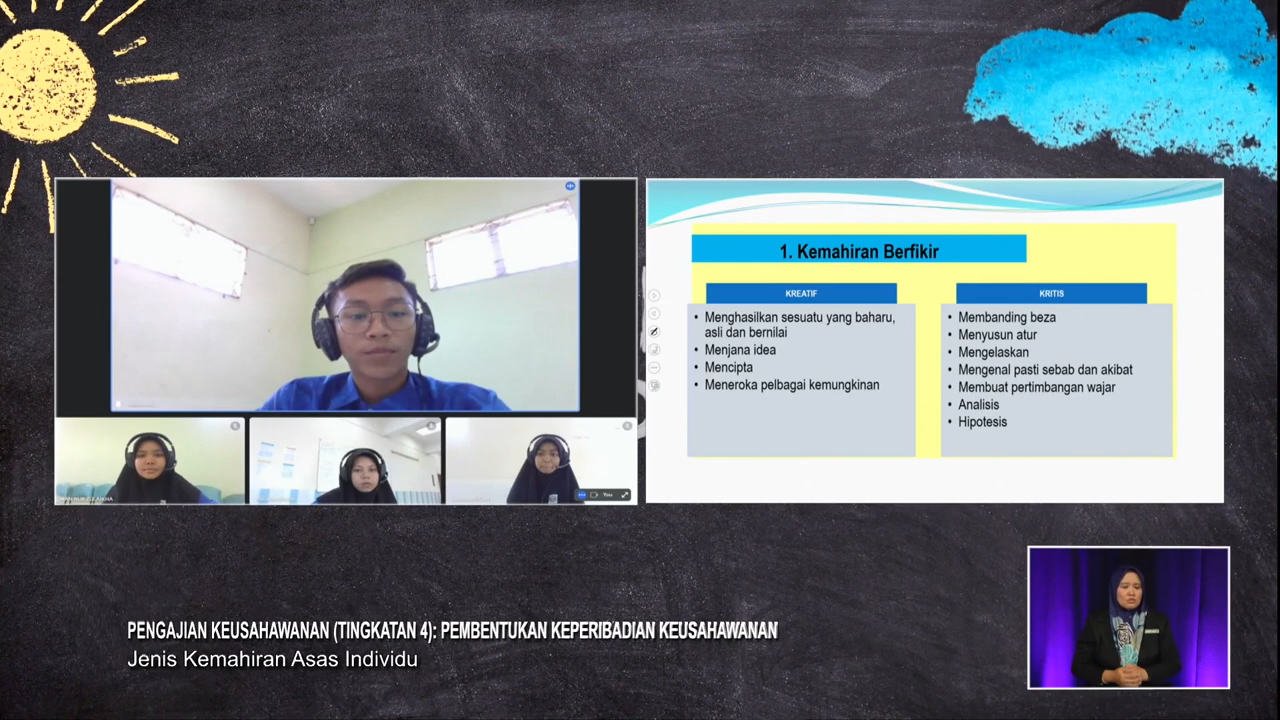 1. Kemahiran Berfikir
KREATIF
• Menghasilkan sesuatu yang baharu,
asli dan bernilai
• Menjana idea
• Mencipta
• Meneroka pelbagai kemungkinan
KRITIS
• Membanding beza
• Menyusun atur
• Mengelaskan
• Mengenal pasti sebab dan akibat
• Membuat pertimbangan wajar
• Analisis
• Hipotesis
You
PENGAJIAN KEUSAHAWANAN (TINGKATAN 4): PEMBENTUKAN KEPERIBADIAN KEUSAHAWANAN
Jenis Kemahiran Asas Individu